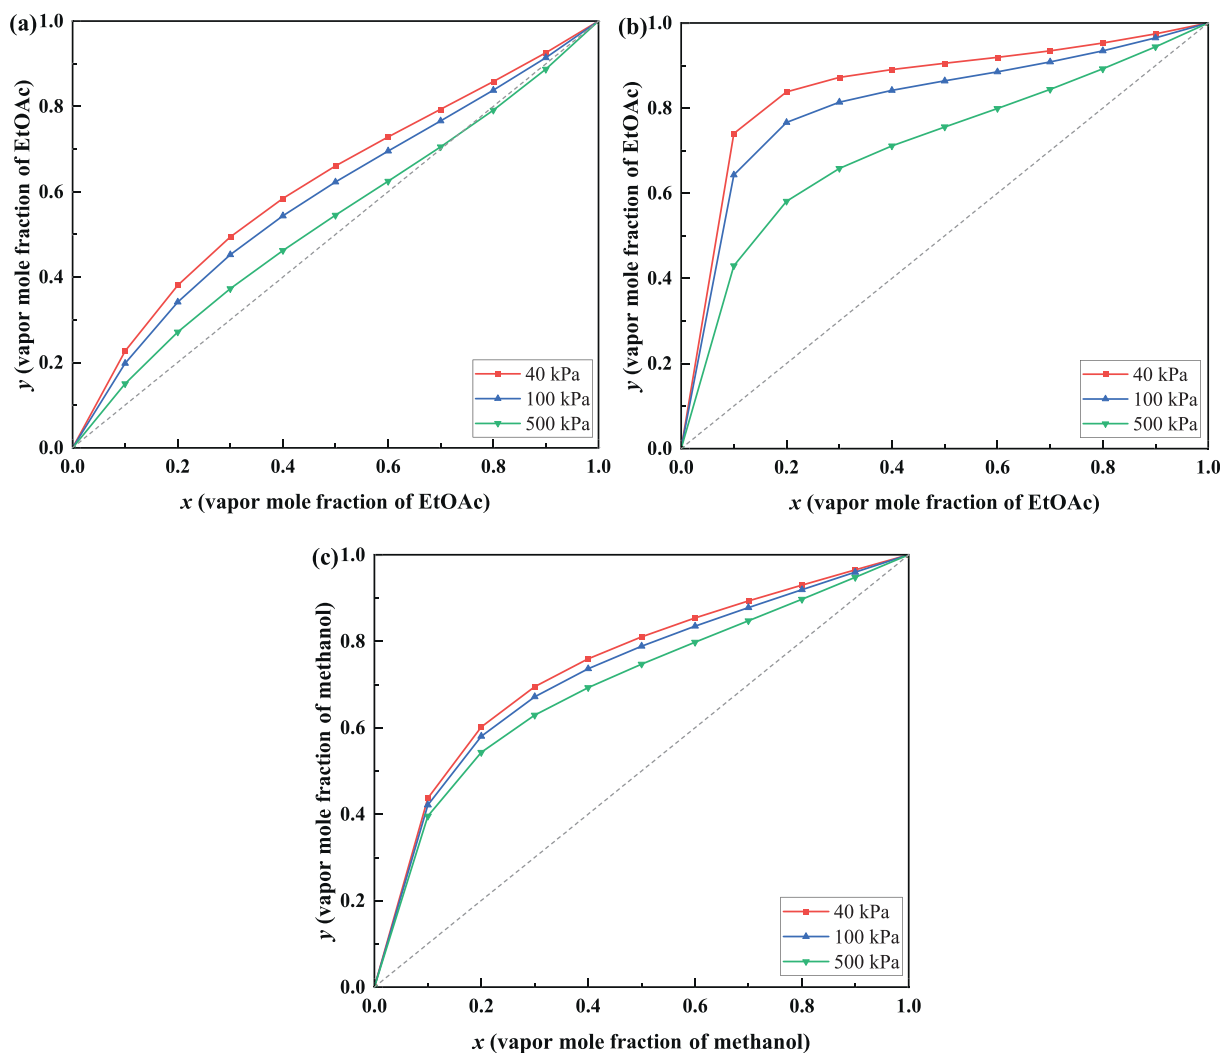 (a)
1.0
0.8
0.6
0.4
0.2
0.0
y (vapor mole fraction of EtOAc)
40 kPa
100 kPa
500 kPa
0.0 0.2 0.4 0.6 0.8 1.0
x (vapor mole fraction of EtOAc)
(b)
1.0
0.8
0.6
0.4
0.2
0.0
y (vapor mole fraction of EtOAc)
40 kPa
100 kPa
500 kPa
0.0 0.2 0.4 0.6 0.8 1.0
x (vapor mole fraction of EtOAc)
(c)
1.0
0.8
0.6
0.4
0.2
0.0
y (vapor mole fraction of methanol)
40 kPa
100 kPa
500 kPa
0.0 0.2 0.4 0.6 0.8 1.0
x (vapor mole fraction of methanol)